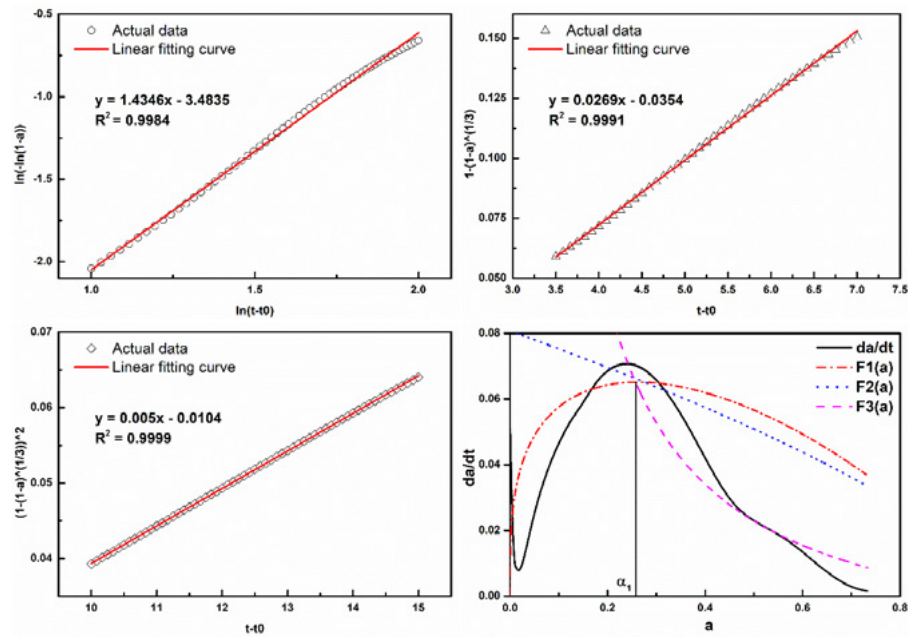 -0.5
-1.0
-1.5
-2.0
ln(-ln(1-a)}
Actual data
Linear fitting curve
y = 1.4346x - 3.4835
R² = 0.9984
1.0 1.5 2.0
ln(t-t0)
0.150
0.125
0.100
0.075
0.050
1-(1-a)^(1/3)
Actual data
Linear fitting curve
y = 0.0269x - 0.0354
R² = 0.9991
3.0 3.5 4.0 4.5 5.0 5.5 6.0 6.5 7.0 7.5
t-t0
0.07
0.06
0.05
0.04
(1-(1-a)^(1/3))^2
Actual data
Linear fitting curve
y = 0.005x - 0.0104
R² = 0.9999
10 11 12 13 14 15
t-t0
0.08
0.06
0.04
0.02
0.00
da/dt
da/dt
F1(a)
F2(a)
F3(a)
α₁
0.0 0.2 0.4 0.6 0.8
a